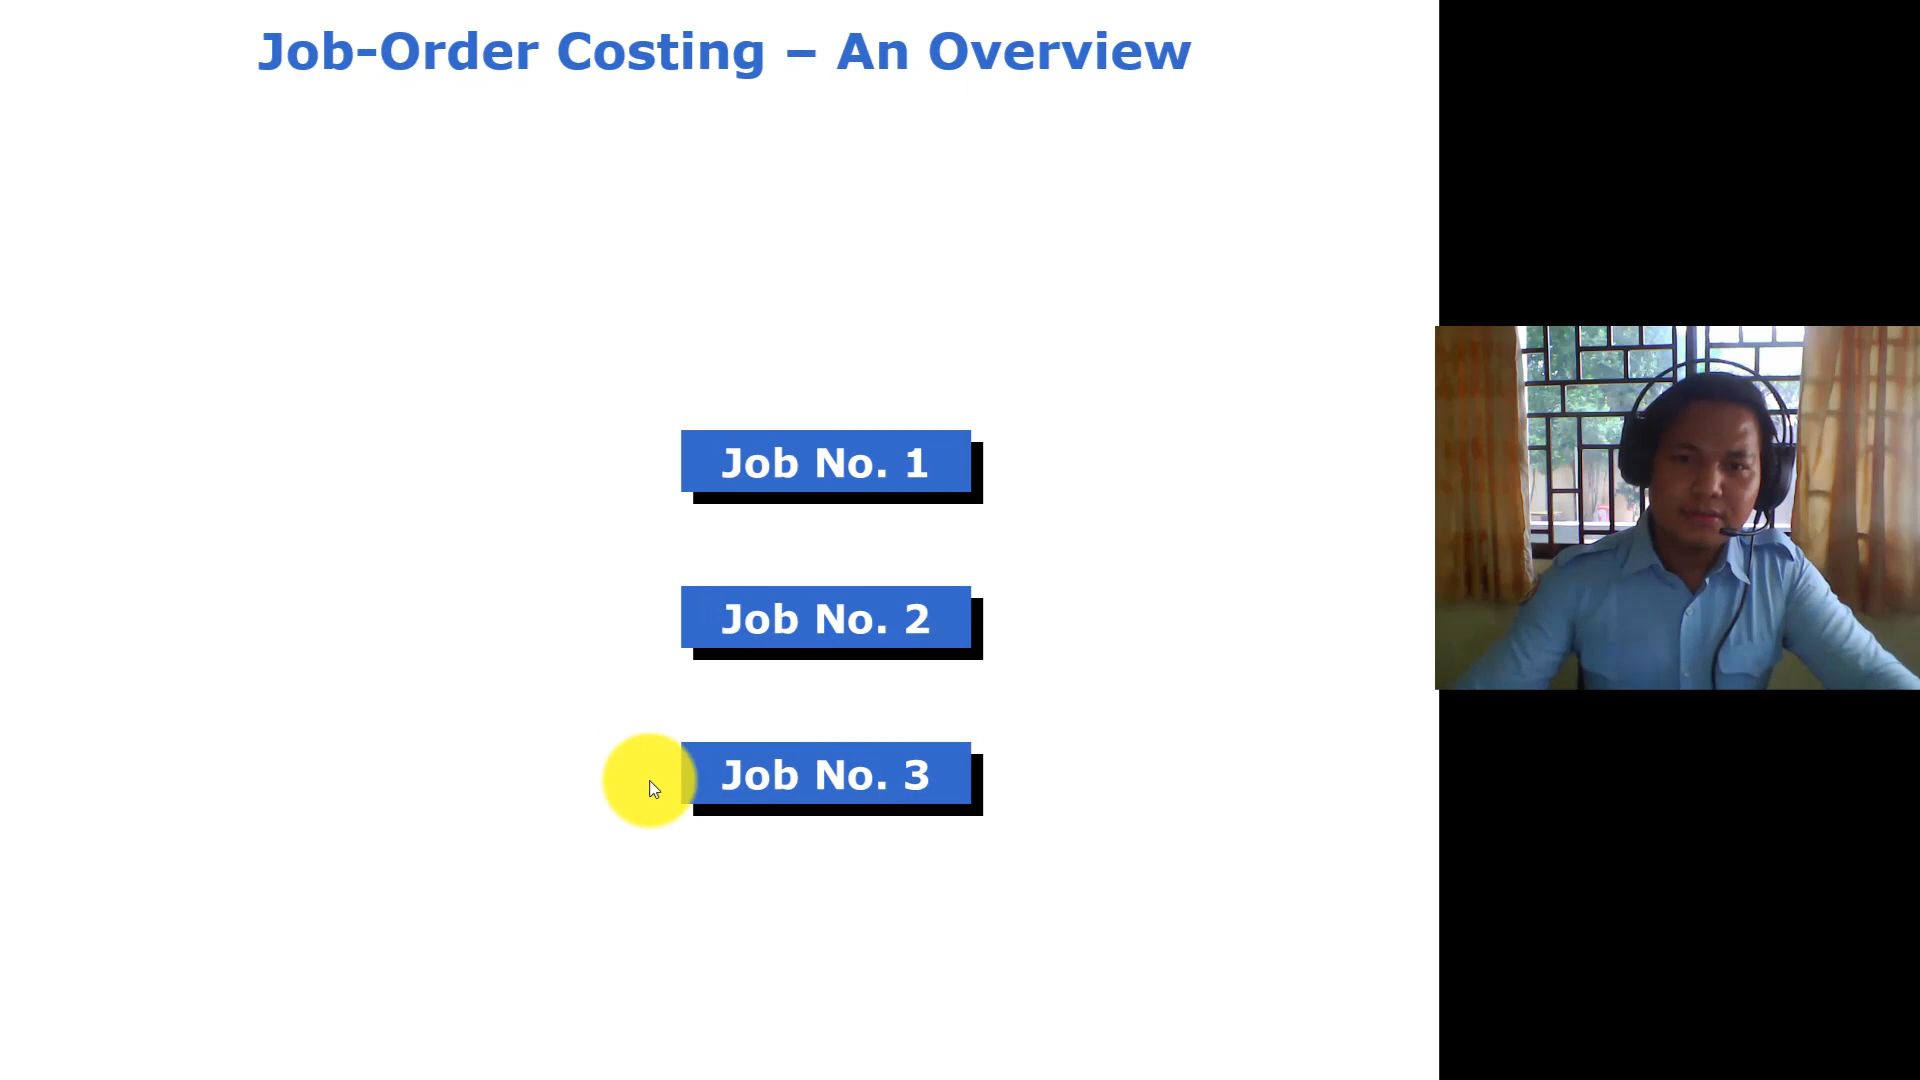 Job-Order Costing – An Overview
Job No. 1
Job No. 2
Job No. 3